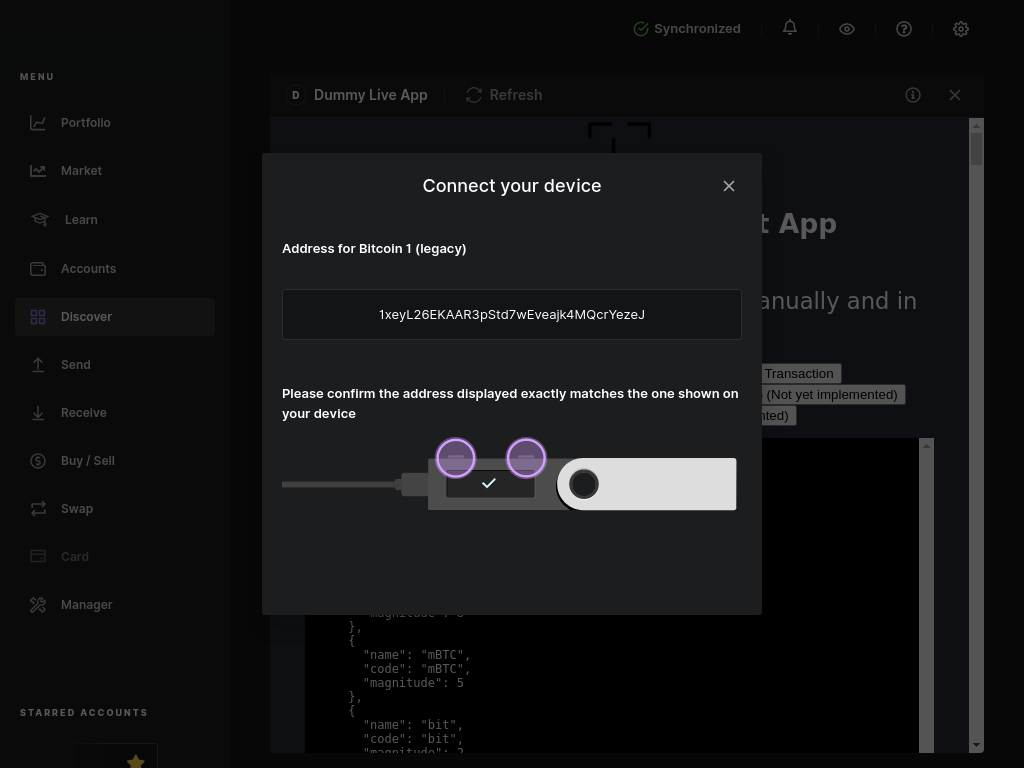 Synchronized
MENU
D Dummy Live App
Refresh
Portfolio
Market
Learn
Accounts
Discover
Send
Receive
Buy / Sell
Swap
Card
Manager
STARRED ACCOUNTS
t App
anually and in
Transaction
(Not yet implemented)
nted)
Connect your device
Address for Bitcoin 1 (legacy)
1xeyL26EKAAR3pStd7wEveajk4MQcrYezeJ
Please confirm the address displayed exactly matches the one shown on
your device
},
{
"name": "mBTC",
"code": "mBTC",
"magnitude": 5
},
{
"name": "bit",
"code": "bit",
"magnitude": 2